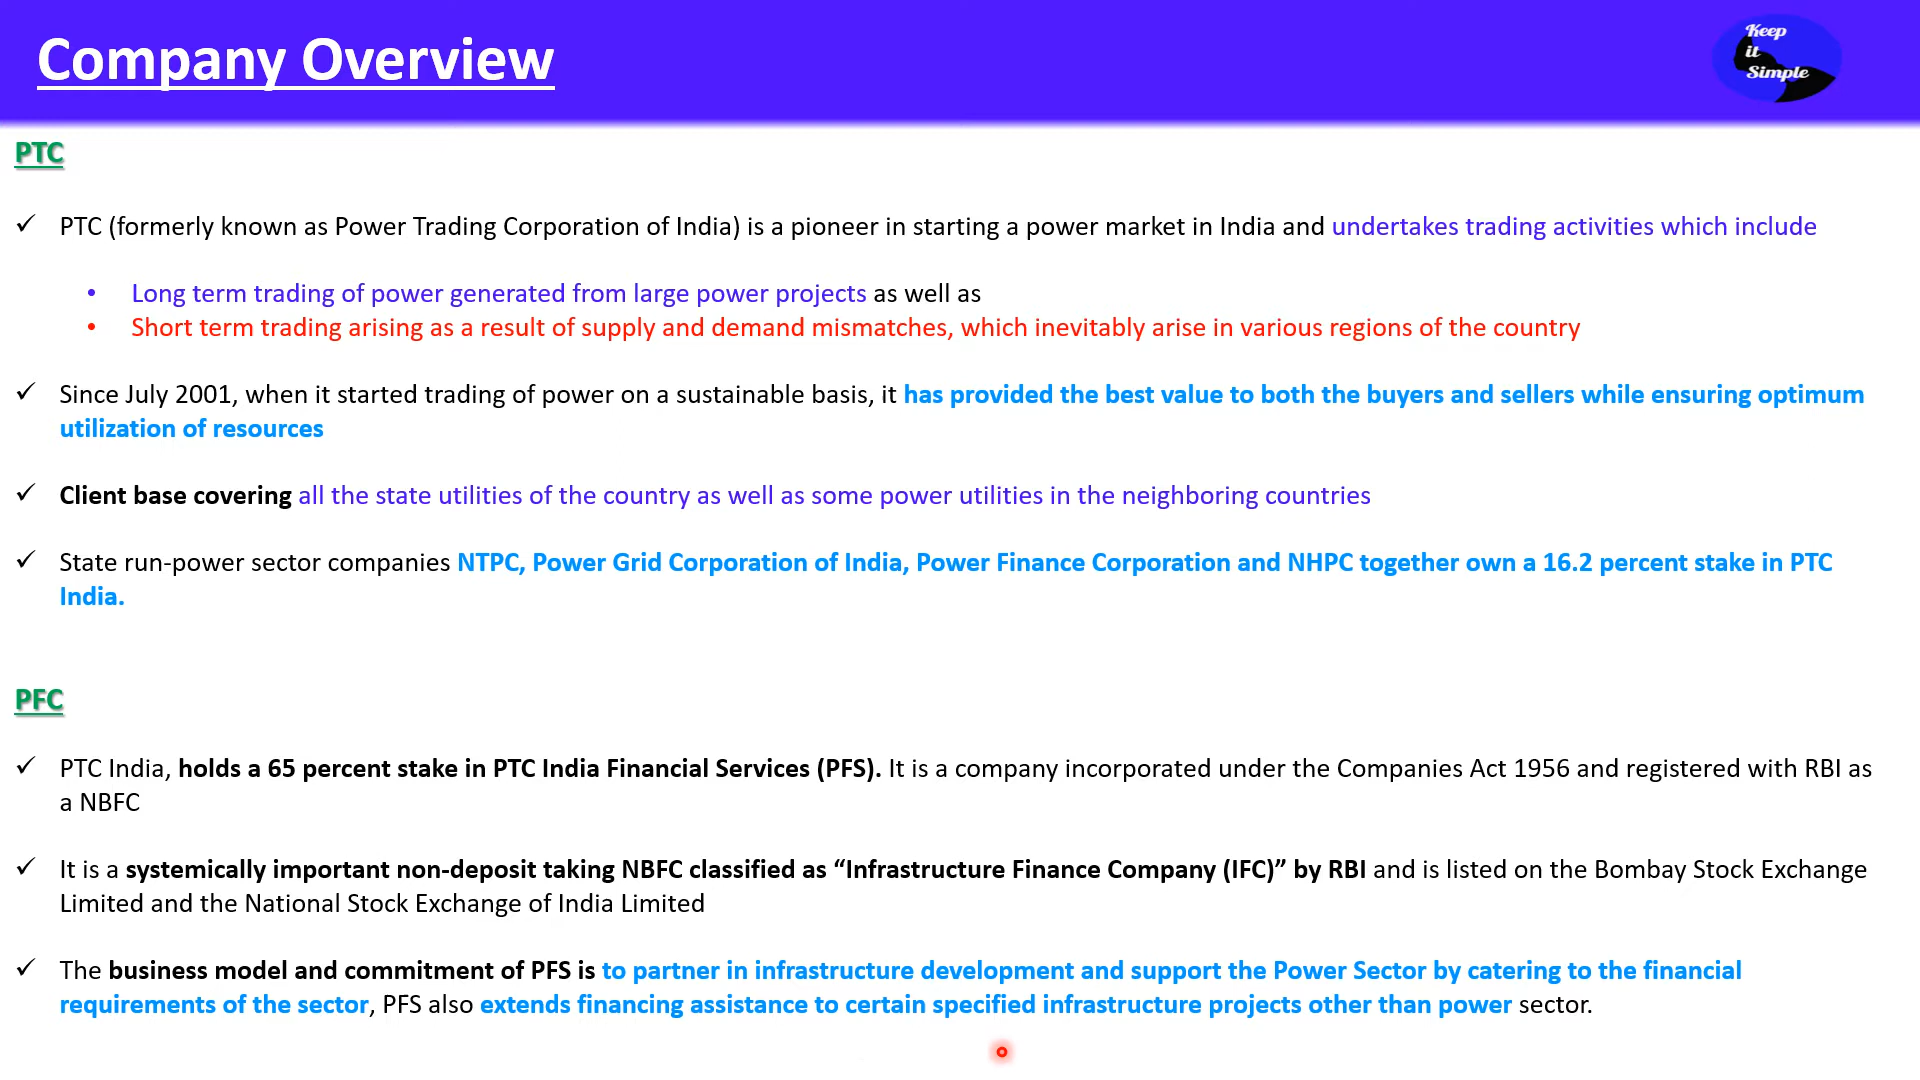 Company Overview
Keep
it
Simple
PTC
✓ PTC (formerly known as Power Trading Corporation of India) is a pioneer in starting a power market in India and undertakes trading activities which include
• Long term trading of power generated from large power projects as well as
• Short term trading arising as a result of supply and demand mismatches, which inevitably arise in various regions of the country
✓ Since July 2001, when it started trading of power on a sustainable basis, it has provided the best value to both the buyers and sellers while ensuring optimum
utilization of resources
✓ Client base covering all the state utilities of the country as well as some power utilities in the neighboring countries
✓ State run-power sector companies NTPC, Power Grid Corporation of India, Power Finance Corporation and NHPC together own a 16.2 percent stake in PTC
India.
PFC
✓ PTC India, holds a 65 percent stake in PTC India Financial Services (PFS). It is a company incorporated under the Companies Act 1956 and registered with RBI as
a NBFC
✓ It is a systemically important non-deposit taking NBFC classified as “Infrastructure Finance Company (IFC)” by RBI and is listed on the Bombay Stock Exchange
Limited and the National Stock Exchange of India Limited
✓ The business model and commitment of PFS is to partner in infrastructure development and support the Power Sector by catering to the financial
requirements of the sector, PFS also extends financing assistance to certain specified infrastructure projects other than power sector.